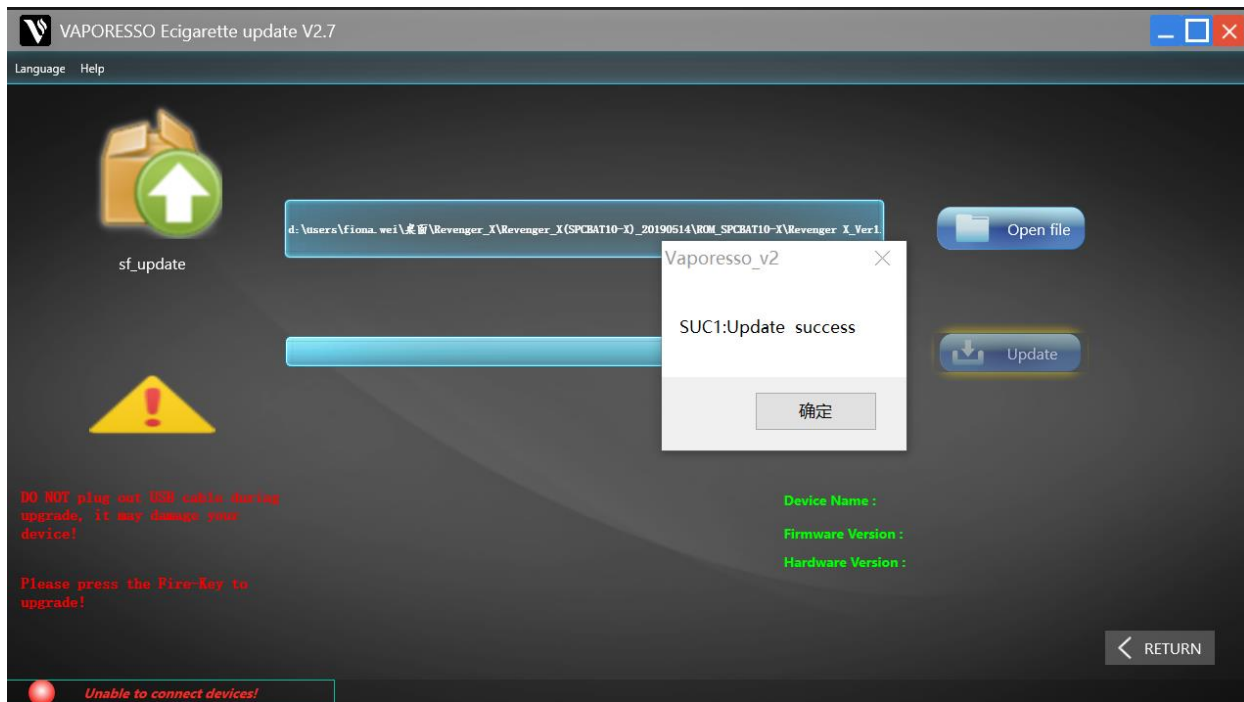 VAPORESSO Ecigarette update V2.7
Language Help
d:\users\fiona.wei\桌面\Revenger_X\Revenger_X(SPCBAT10-X)_20190514\ROM_SPCBAT10-X\Revenger X_Ver1.
Open file
sf_update
Vaporesso_v2
SUC1:Update success
Update
确定
DO NOT plug out USB cable during
upgrade, it may damage your
device!
Device Name :
Firmware Version :
Hardware Version :
Please press the Fire-Key to
upgrade!
RETURN
Unable to connect devices!